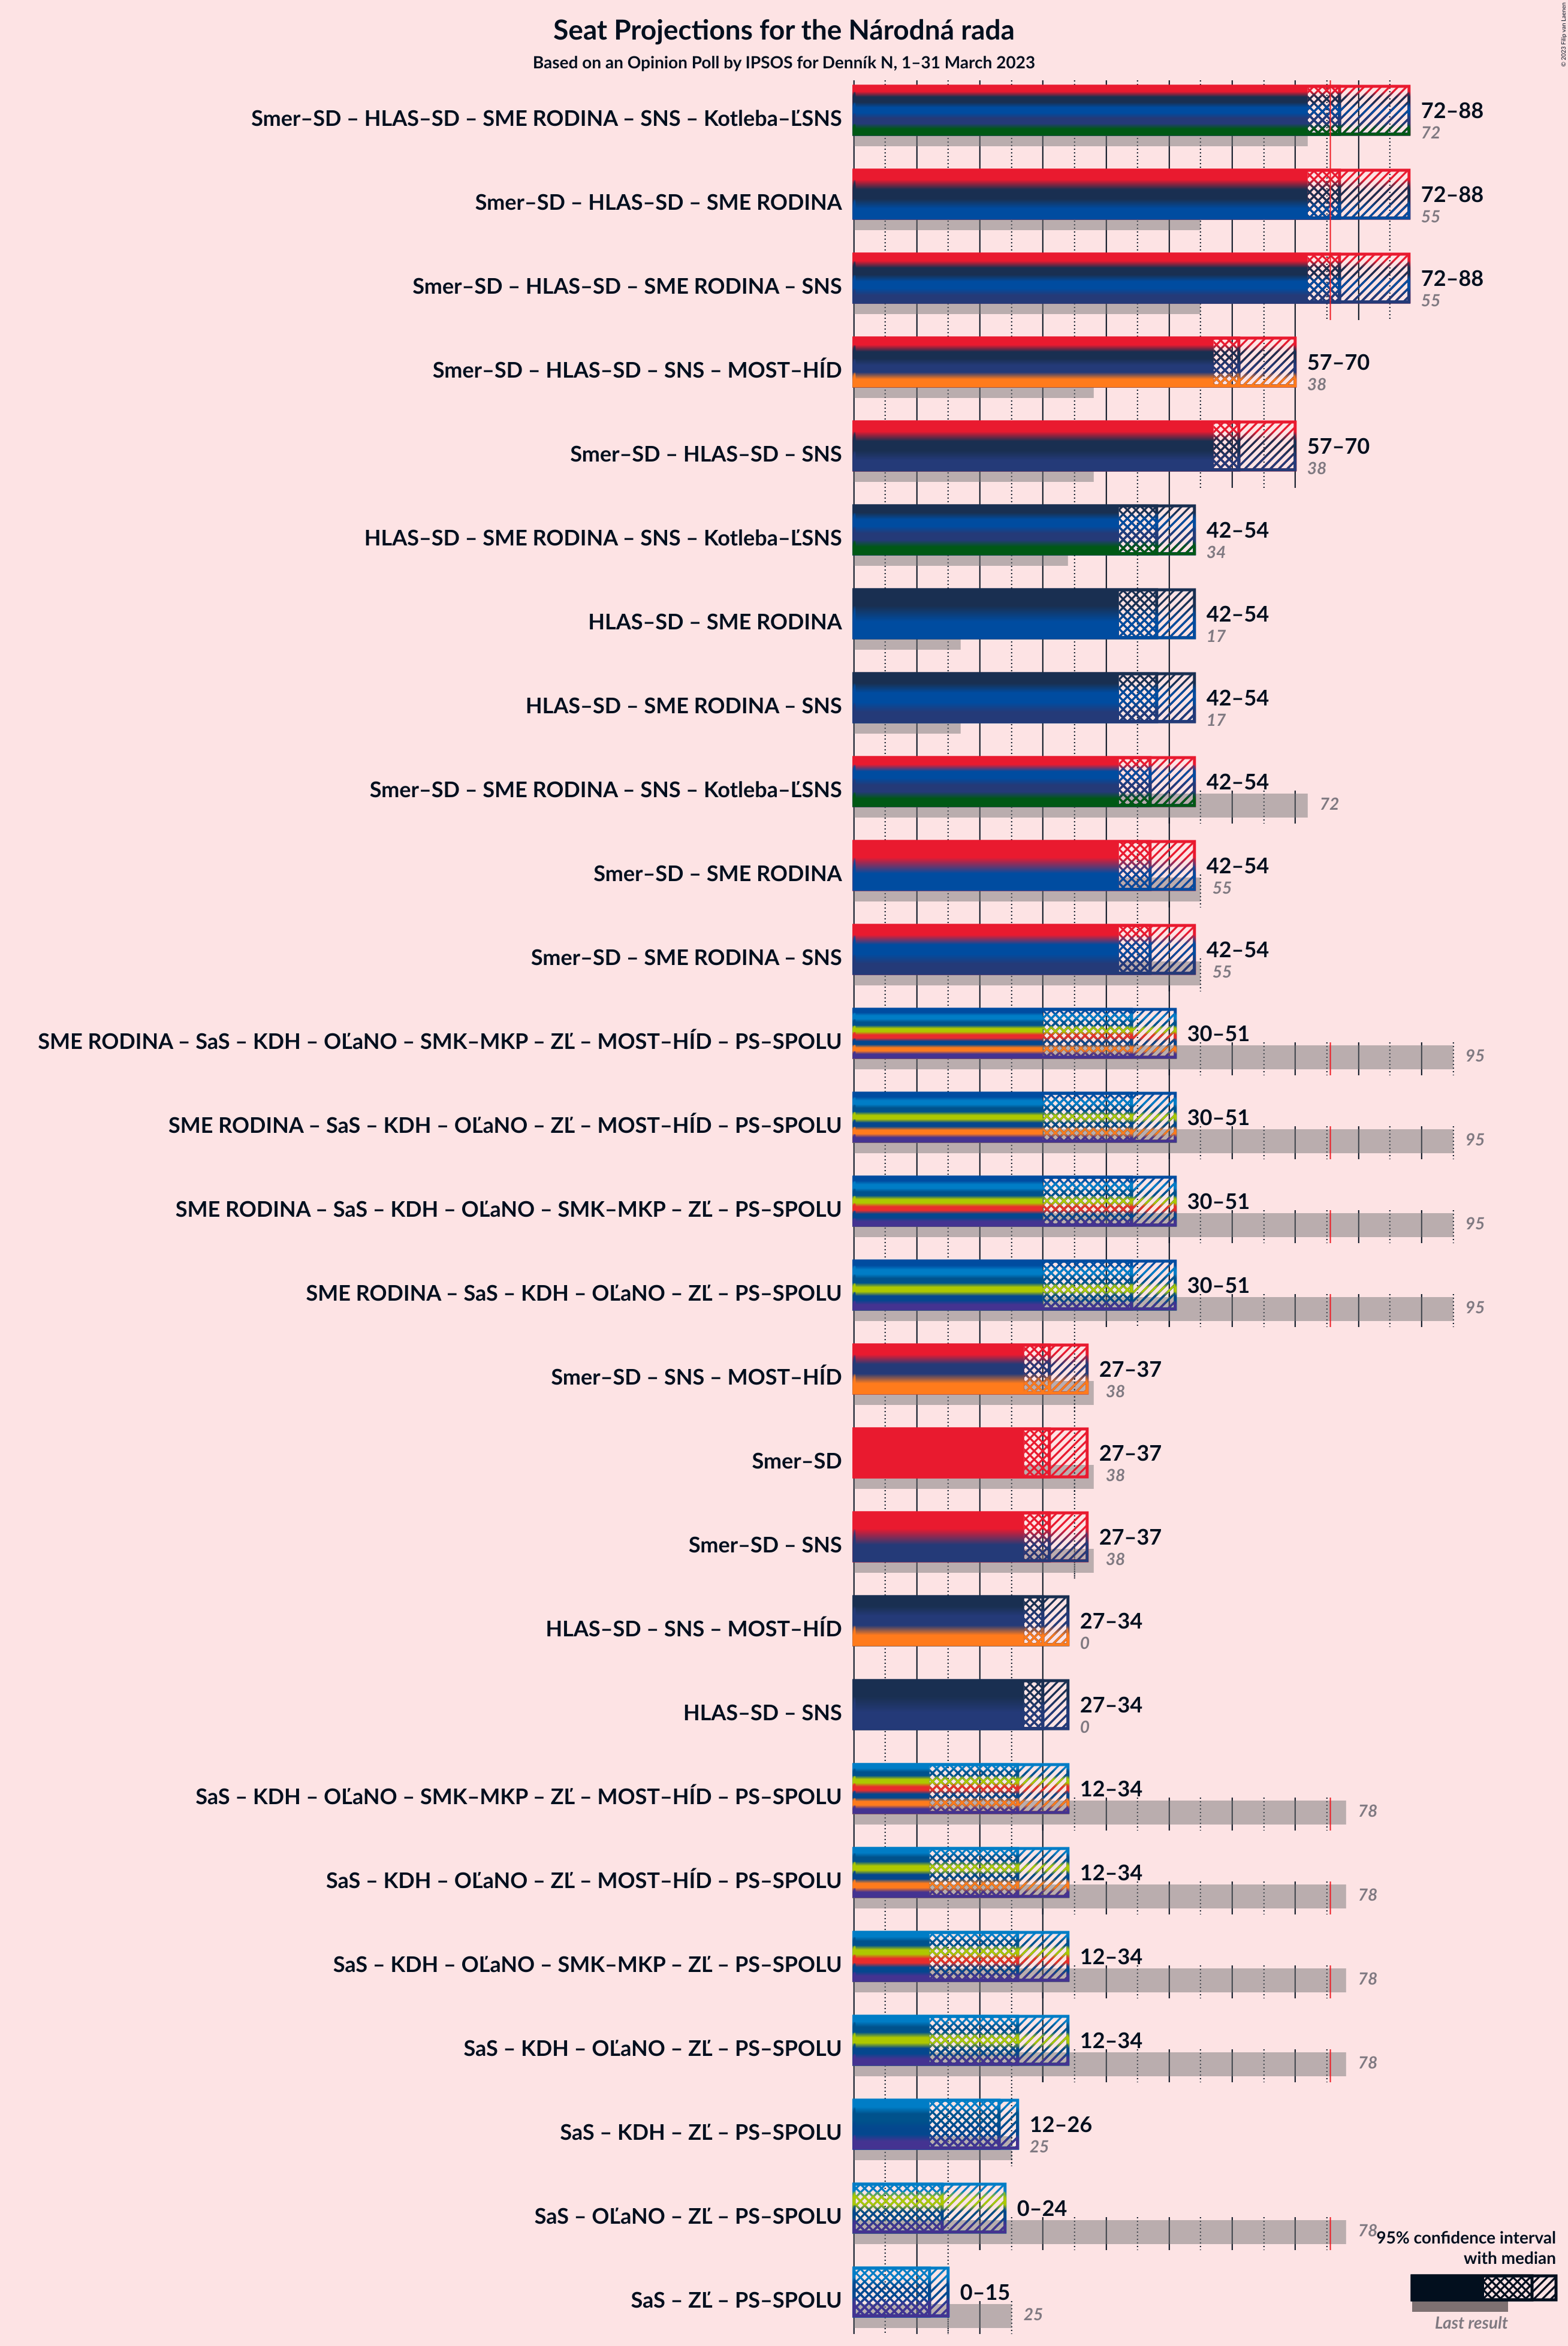 Seat Projections for the Národná rada
Based on an Opinion Poll by IPSOS for Denník N, 1–31 March 2023
© 2023 Filip van Laenen
Smer–SD – HLAS–SD – SME RODINA – SNS – Kotleba–ĽSNS
72–88
72
Smer–SD – HLAS–SD – SME RODINA
72–88
55
Smer–SD – HLAS–SD – SME RODINA – SNS
72–88
55
Smer–SD – HLAS–SD – SNS – MOST–HÍD
57–70
38
Smer–SD – HLAS–SD – SNS
57–70
38
HLAS–SD – SME RODINA – SNS – Kotleba–ĽSNS
42–54
34
HLAS–SD – SME RODINA
42–54
17
HLAS–SD – SME RODINA – SNS
42–54
17
Smer–SD – SME RODINA – SNS – Kotleba–ĽSNS
42–54
72
Smer–SD – SME RODINA
42–54
55
Smer–SD – SME RODINA – SNS
42–54
55
SME RODINA – SaS – KDH – OĽaNO – SMK–MKP – ZĽ – MOST–HÍD – PS–SPOLU
30–51
95
SME RODINA – SaS – KDH – OĽaNO – ZĽ – MOST–HÍD – PS–SPOLU
30–51
95
SME RODINA – SaS – KDH – OĽaNO – SMK–MKP – ZĽ – PS–SPOLU
30–51
95
SME RODINA – SaS – KDH – OĽaNO – ZĽ – PS–SPOLU
30–51
95
Smer–SD – SNS – MOST–HÍD
27–37
38
Smer–SD
27–37
38
Smer–SD – SNS
27–37
38
HLAS–SD – SNS – MOST–HÍD
27–34
0
HLAS–SD – SNS
27–34
0
SaS – KDH – OĽaNO – SMK–MKP – ZĽ – MOST–HÍD – PS–SPOLU
12–34
78
SaS – KDH – OĽaNO – ZĽ – MOST–HÍD – PS–SPOLU
12–34
78
SaS – KDH – OĽaNO – SMK–MKP – ZĽ – PS–SPOLU
12–34
78
SaS – KDH – OĽaNO – ZĽ – PS–SPOLU
12–34
78
SaS – KDH – ZĽ – PS–SPOLU
12–26
25
SaS – OĽaNO – ZĽ – PS–SPOLU
0–24
78
SaS – ZĽ – PS–SPOLU
0–15
25
95% confidence interval
with median
Last result